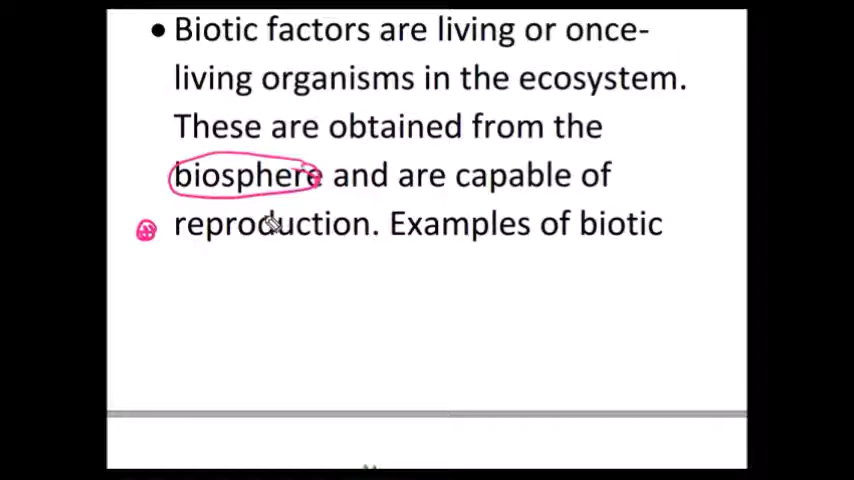 • Biotic factors are living or once-
living organisms in the ecosystem.
These are obtained from the
biosphere and are capable of
reproduction. Examples of biotic